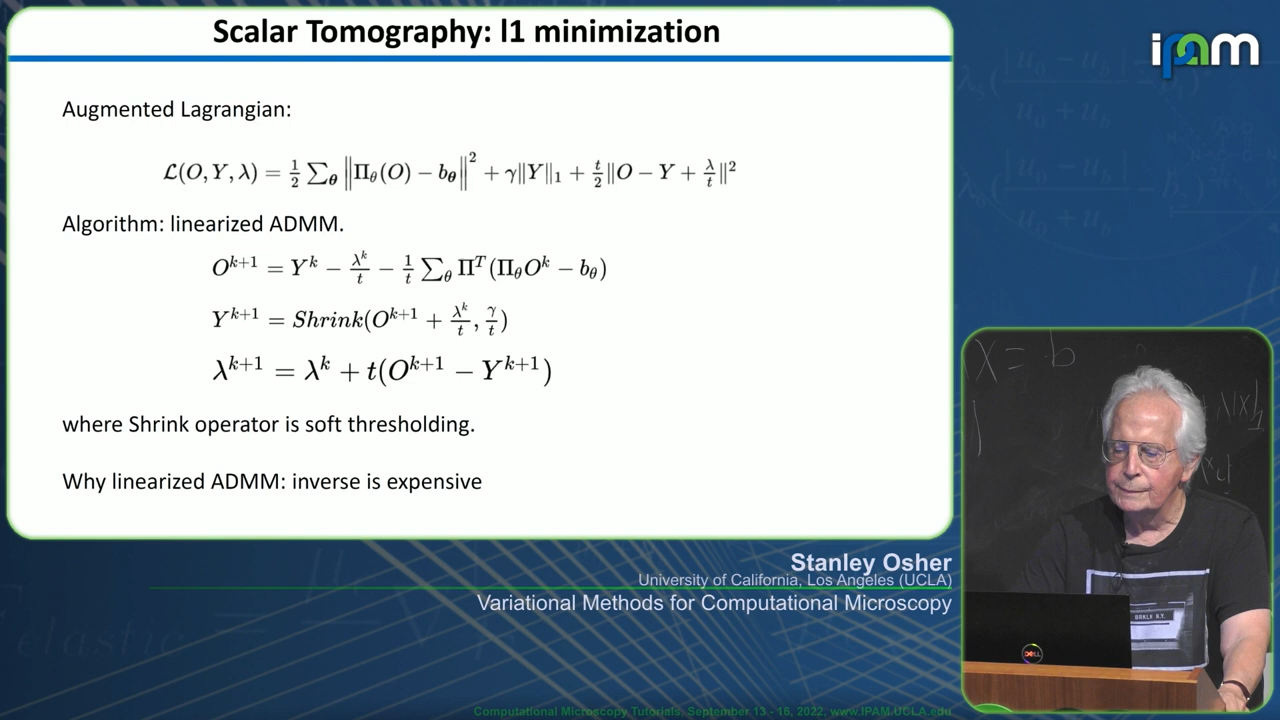 Scalar Tomography: l1 minimization
ipam
Augmented Lagrangian:
ℒ(O, Y, λ) = 1/2 ∑_θ ‖Π_θ(O) − b_θ‖² + γ‖Y‖₁ + t/2 ‖O − Y + λ/t‖²
Algorithm: linearized ADMM.
O^{k+1} = Y^k − λ^k/t − 1/t ∑_θ Π^T(Π_θ O^k − b_θ)
Y^{k+1} = Shrink(O^{k+1} + λ^k/t, γ/t)
λ^{k+1} = λ^k + t(O^{k+1} − Y^{k+1})
where Shrink operator is soft thresholding.
Why linearized ADMM: inverse is expensive
x = b
DELL
Stanley Osher
University of California, Los Angeles (UCLA)
Variational Methods for Computational Microscopy
Computational Microscopy Tutorials, September 13 - 16, 2022, www.IPAM.UCLA.edu